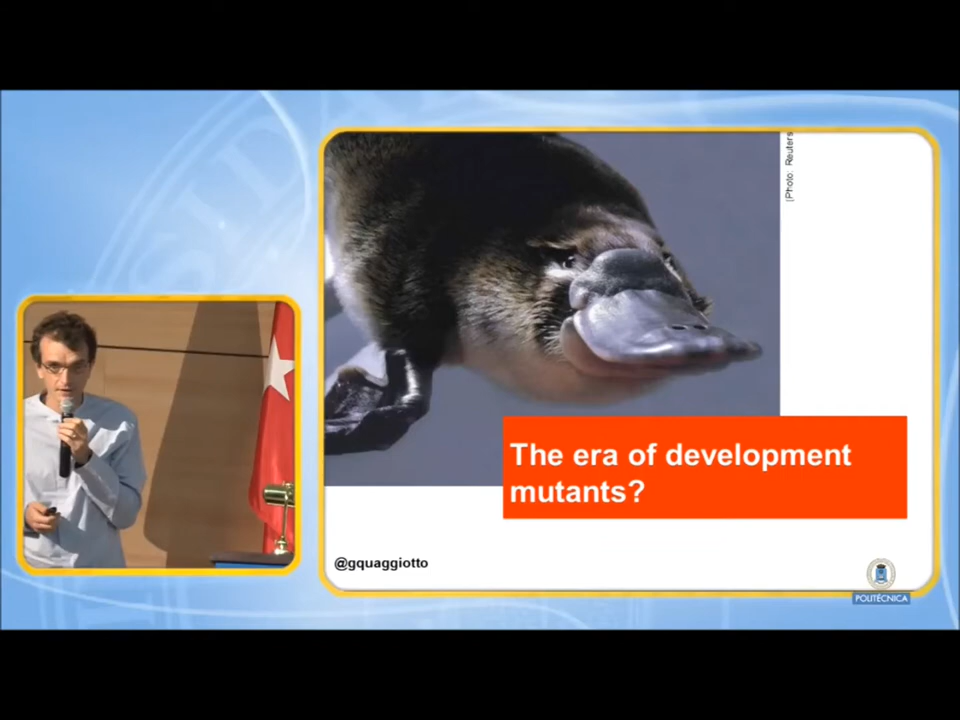 [Photo: Reuters
The era of development
mutants?
@gquaggiotto
POLITÉCNICA